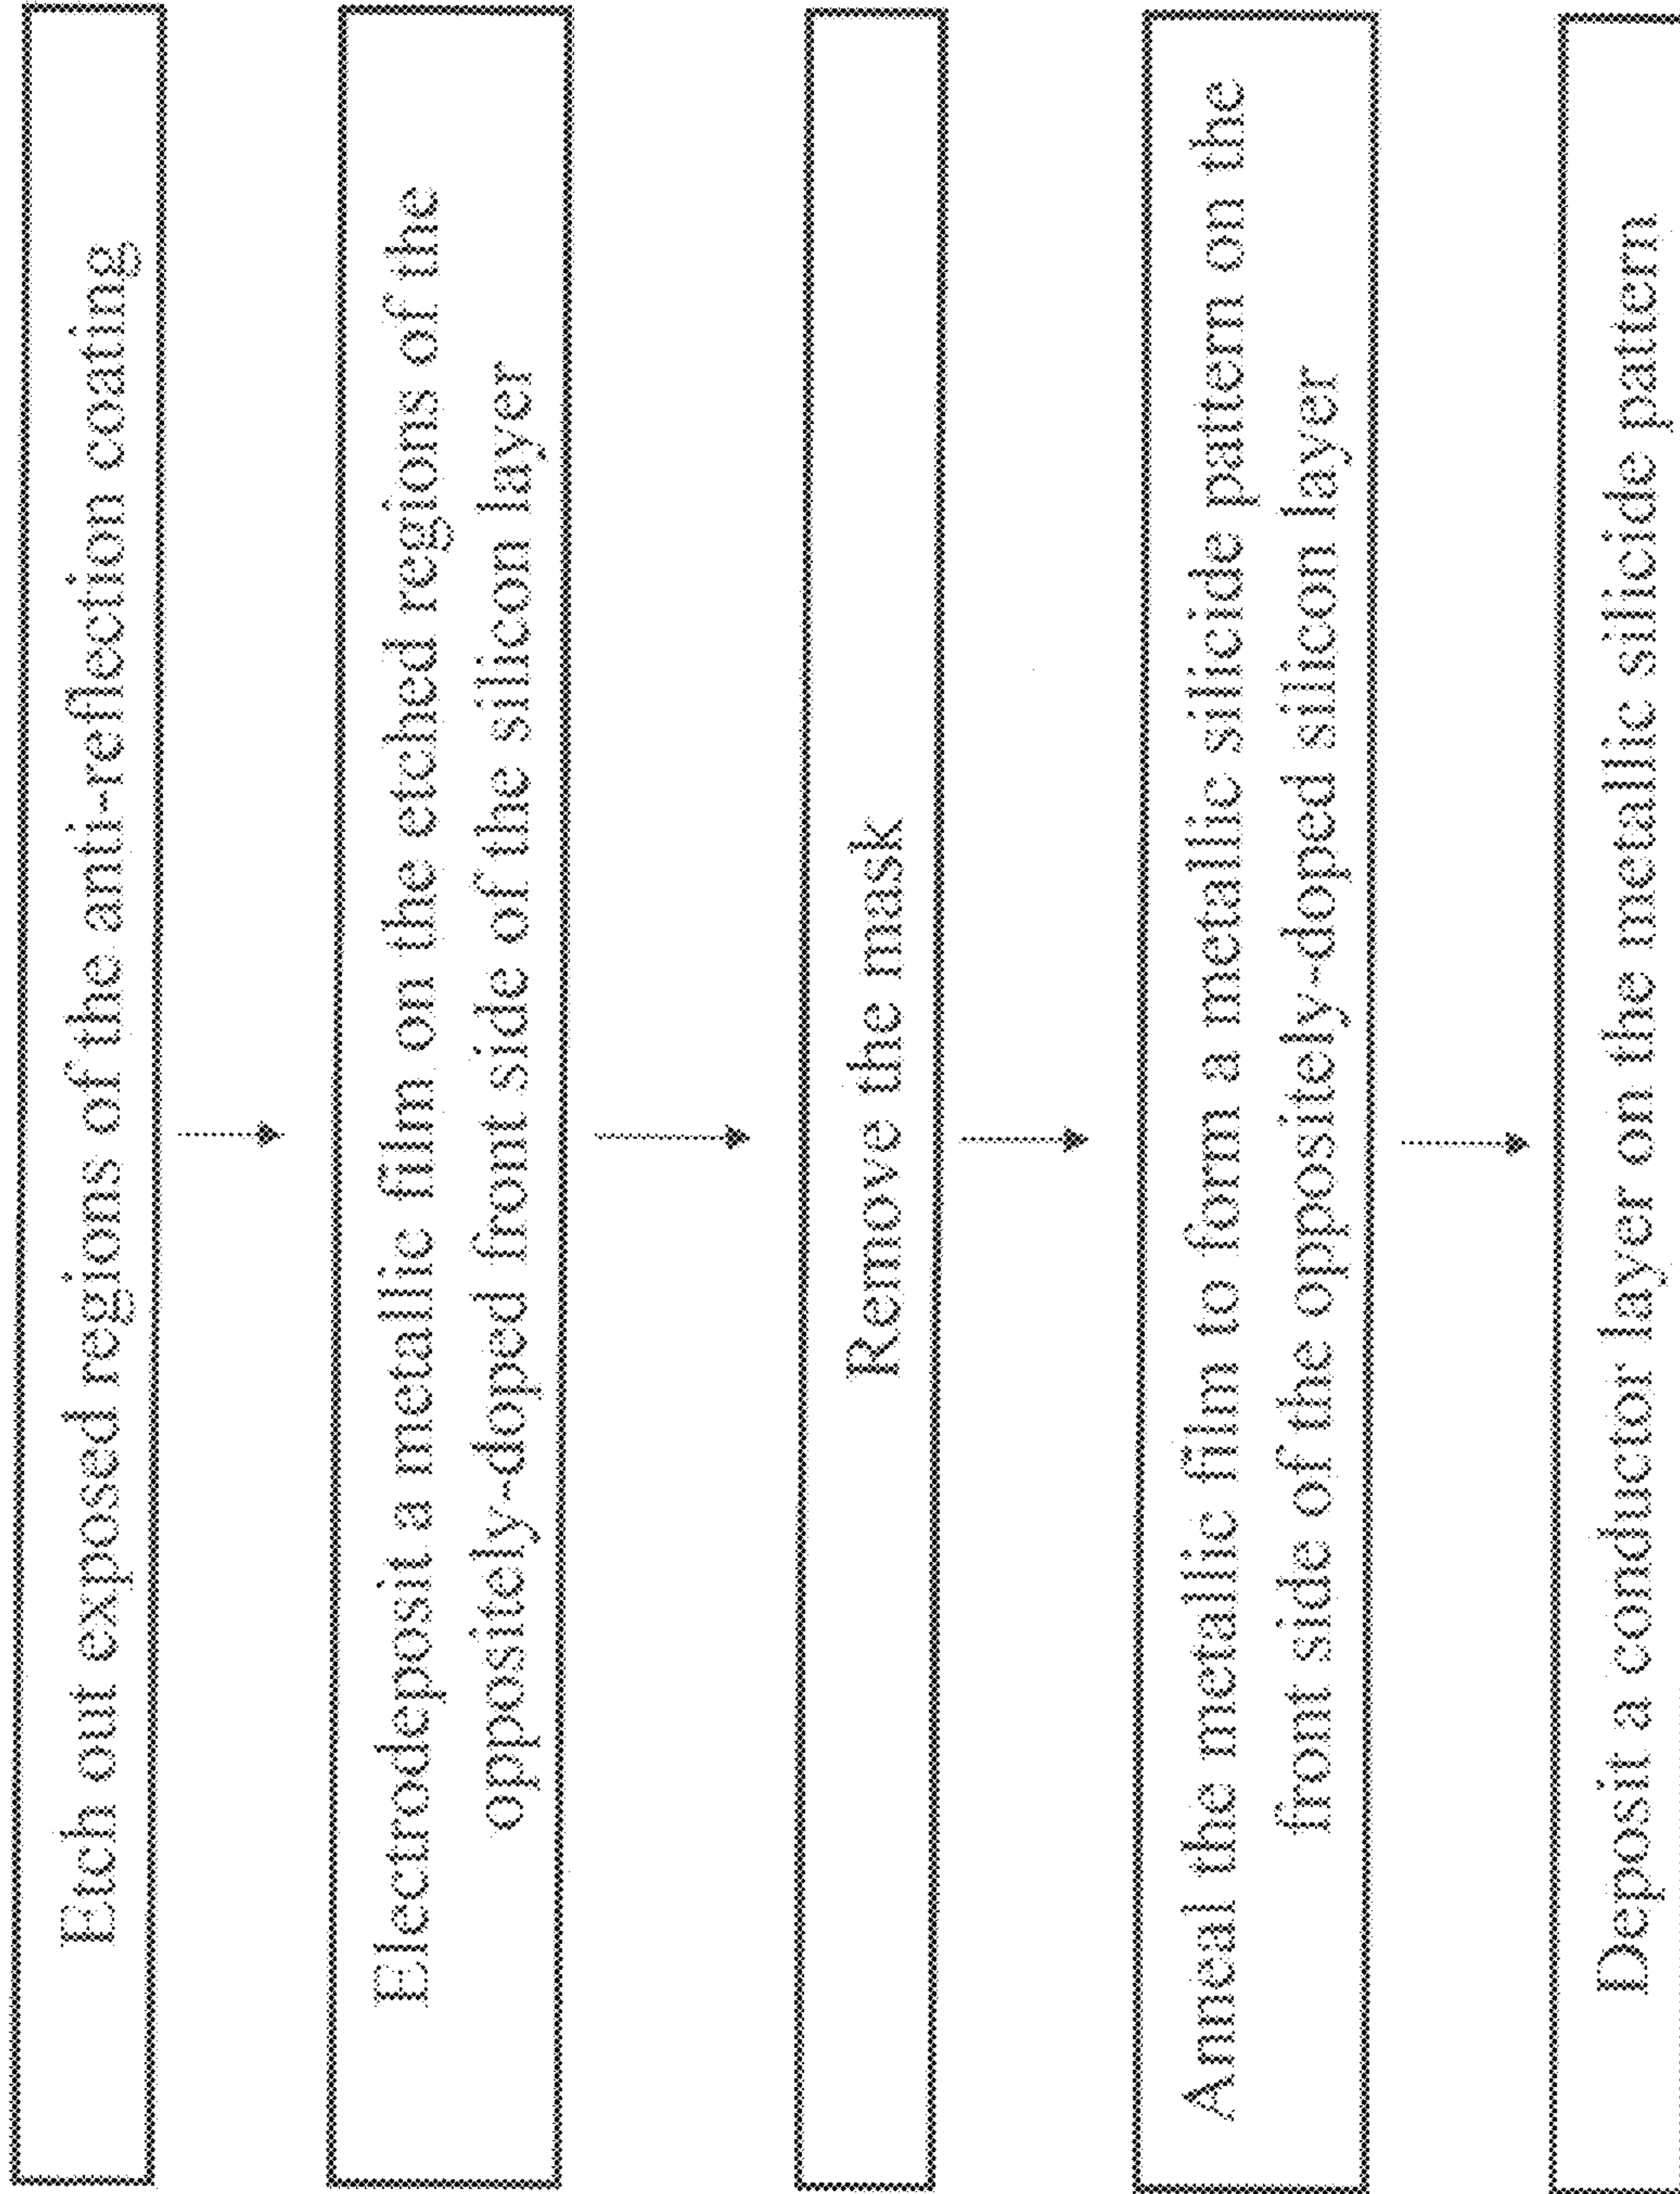 Etch out exposed regions of the anti-reflection coating
Electrodeposit a metallic film on the etched regions of the
oppositely-doped front side of the silicon layer
Remove the mask
Anneal the metallic film to form a metallic silicide pattern on the
front side of the oppositely-doped silicon layer
Deposit a conductor layer on the metallic silicide pattern